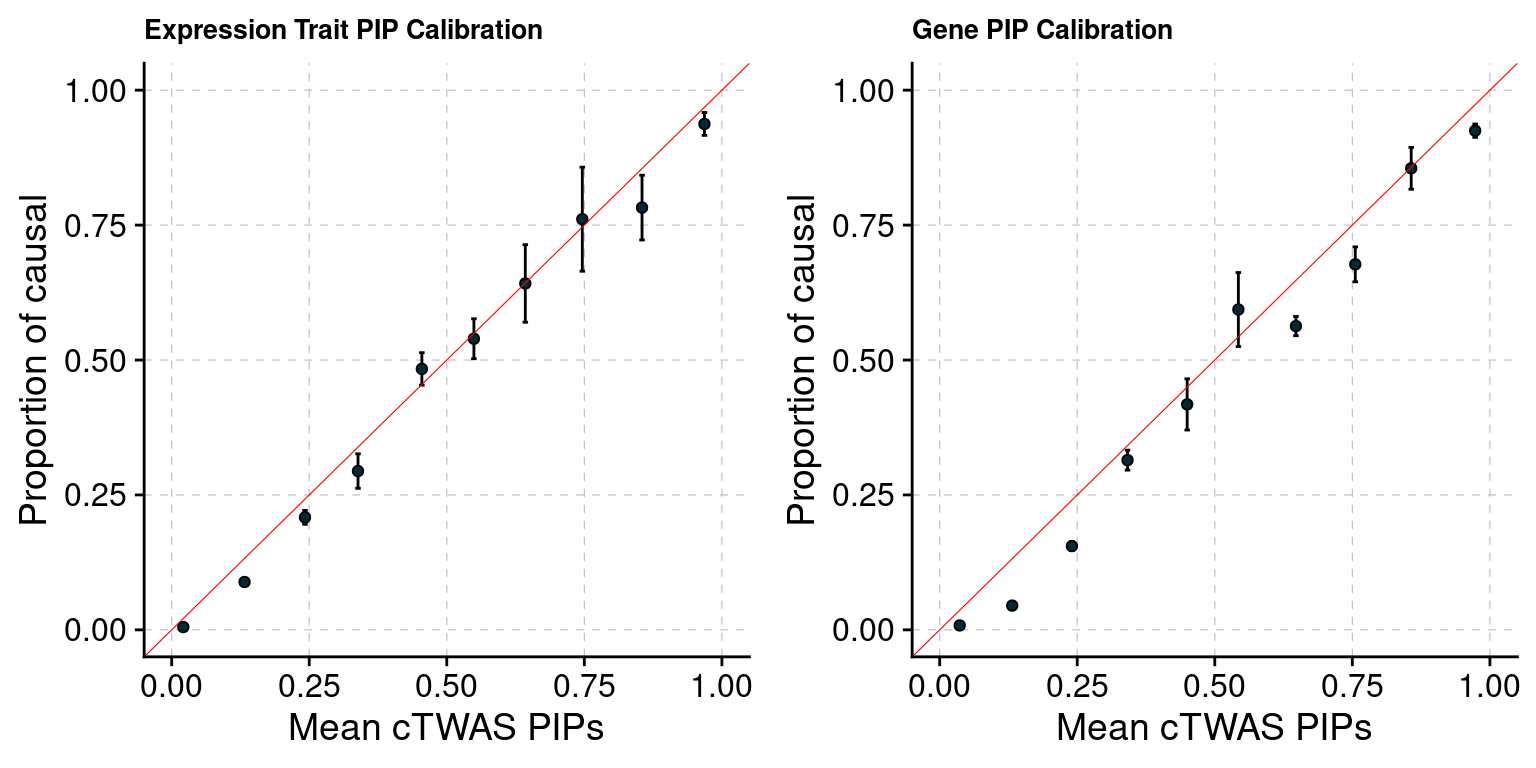 Expression Trait PIP Calibration
Proportion of causal
1.00
0.75
0.50
0.25
0.00
0.00 0.25 0.50 0.75 1.00
Mean cTWAS PIPs
Gene PIP Calibration
Proportion of causal
1.00
0.75
0.50
0.25
0.00
0.00 0.25 0.50 0.75 1.00
Mean cTWAS PIPs